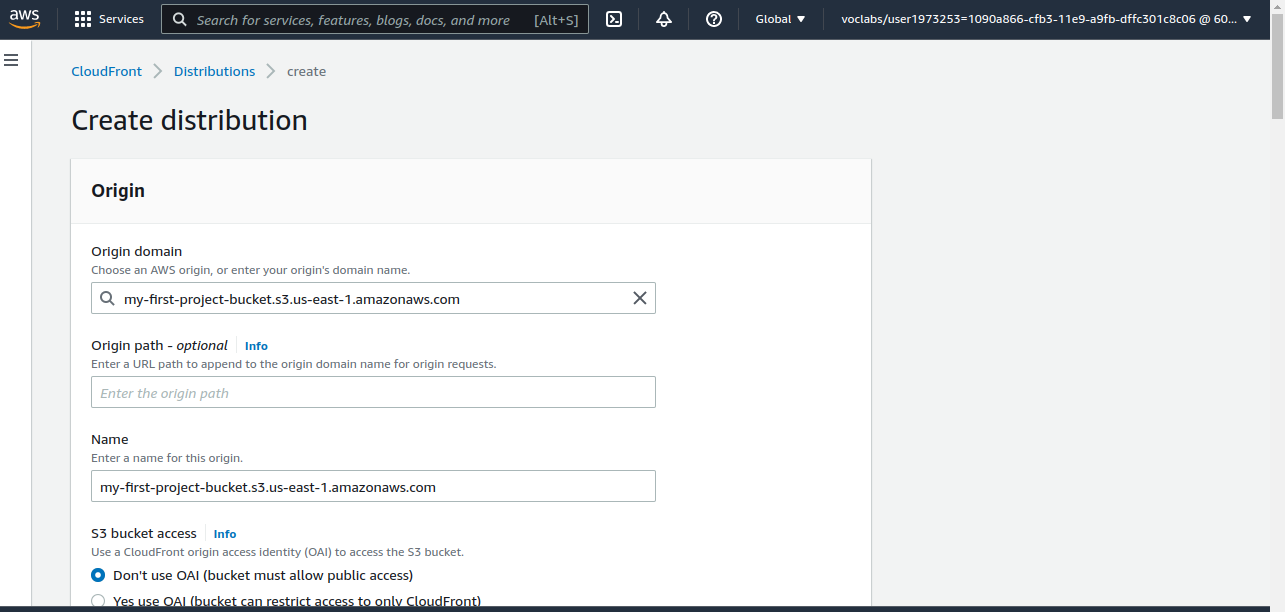 aws Services Search for services, features, blogs, docs, and more [Alt+S] Global voclabs/user1973253=1090a866-cfb3-11e9-a9fb-dffc301c8c06 @ 60...
CloudFront Distributions create
Create distribution
Origin
Origin domain
Choose an AWS origin, or enter your origin's domain name.
my-first-project-bucket.s3.us-east-1.amazonaws.com
Origin path - optional Info
Enter a URL path to append to the origin domain name for origin requests.
Enter the origin path
Name
Enter a name for this origin.
my-first-project-bucket.s3.us-east-1.amazonaws.com
S3 bucket access Info
Use a CloudFront origin access identity (OAI) to access the S3 bucket.
Don't use OAI (bucket must allow public access)
Yes use OAI (bucket can restrict access to only CloudFront)